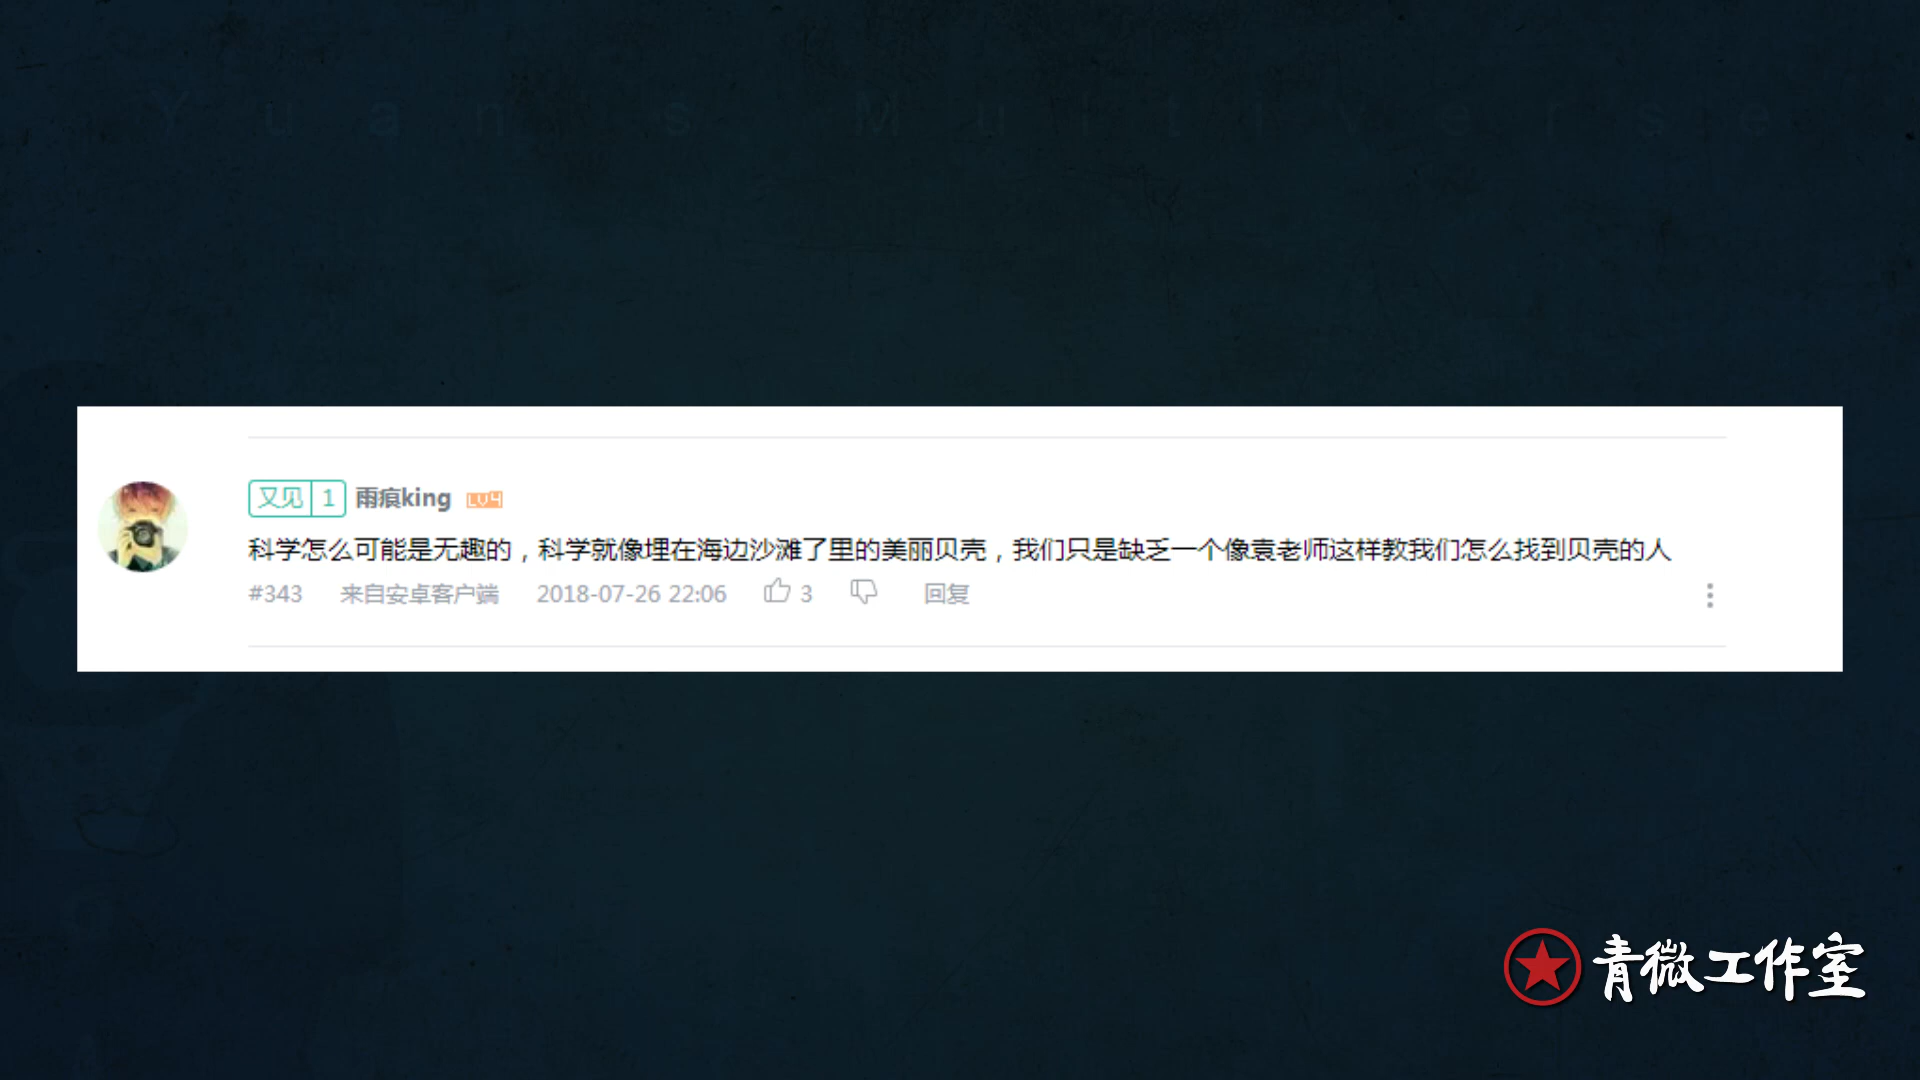 Yuan's Multiverse
又见 1 雨痕king LV4
科学怎么可能是无趣的，科学就像埋在海边沙滩了里的美丽贝壳，我们只是缺乏一个像袁老师这样教我们怎么找到贝壳的人
#343 来自安卓客户端 2018-07-26 22:06 3 回复
青微工作室